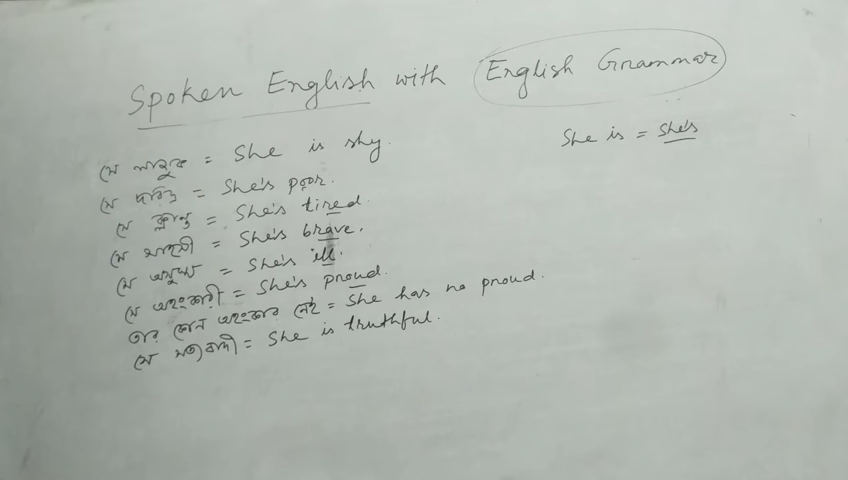 Spoken English with English Grammar
She is = She's
সে লাজুক = She is shy.
সে দরিদ্র = She's poor.
সে ক্লান্ত = She's tired.
সে সাহসী = She's brave.
সে অসুস্থ = She's ill.
সে অহংকারী = She's proud.
তার কোন অহংকার নেই = She has no proud.
সে সত্যবাদী = She is truthful.